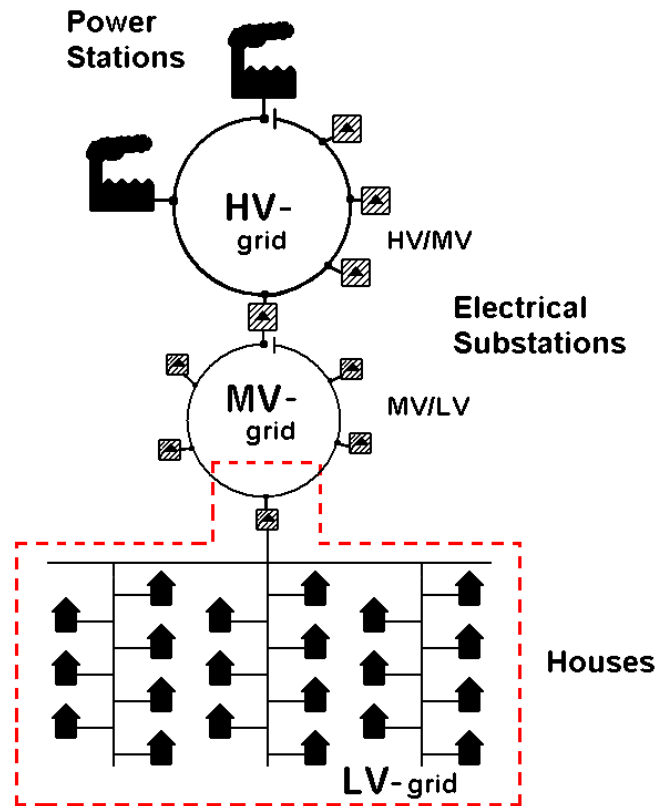 Power
Stations
HV-
grid
HV/MV
Electrical
Substations
MV-
grid
MV/LV
Houses
LV-grid